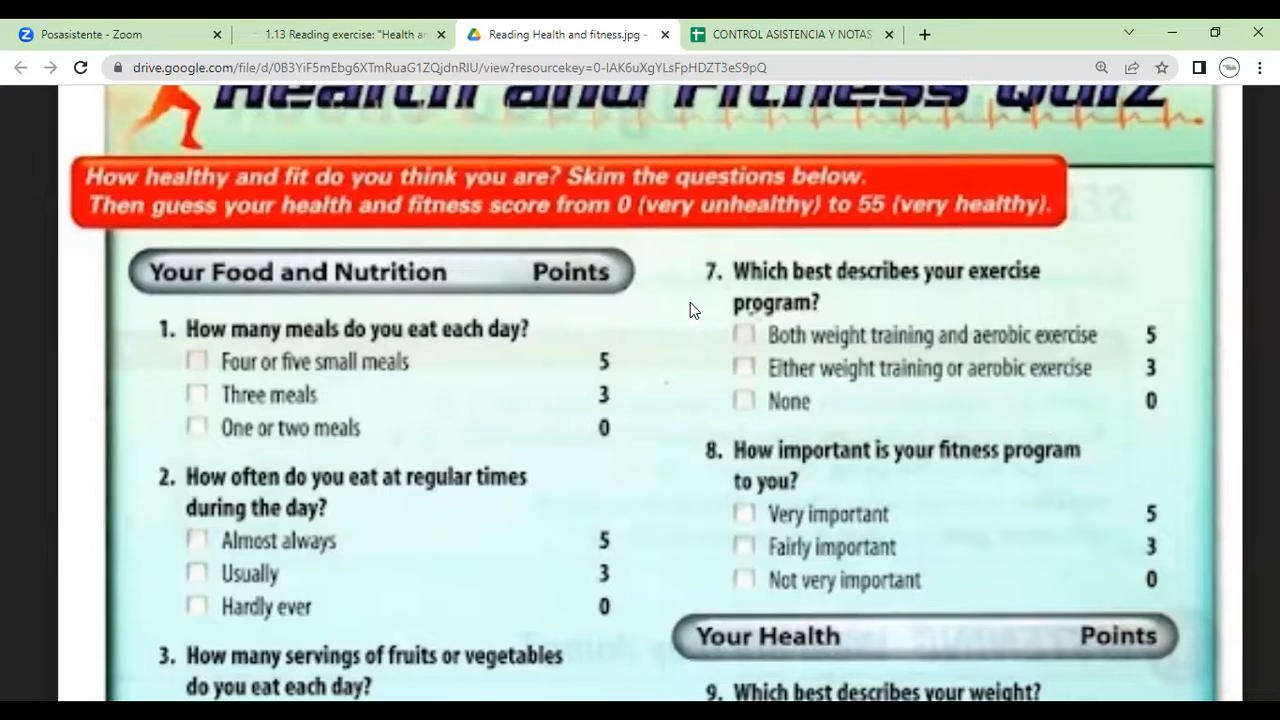 Posasistente - Zoom
1.13 Reading exercise: "Health ar
Reading Health and fitness.jpg -
CONTROL ASISTENCIA Y NOTAS
drive.google.com/file/d/0B3YiF5mEbg6XTmRuaG1ZQjdnRlU/view?resourcekey=0-lAK6uXgYLsFpHDZT3eS9pQ
Health and Fitness Quiz
How healthy and fit do you think you are? Skim the questions below.
Then guess your health and fitness score from 0 (very unhealthy) to 55 (very healthy).
Your Food and Nutrition Points
1. How many meals do you eat each day?
Four or five small meals 5
Three meals 3
One or two meals 0
2. How often do you eat at regular times
during the day?
Almost always 5
Usually 3
Hardly ever 0
3. How many servings of fruits or vegetables
do you eat each day?
7. Which best describes your exercise
program?
Both weight training and aerobic exercise 5
Either weight training or aerobic exercise 3
None 0
8. How important is your fitness program
to you?
Very important 5
Fairly important 3
Not very important 0
Your Health Points
9. Which best describes your weight?